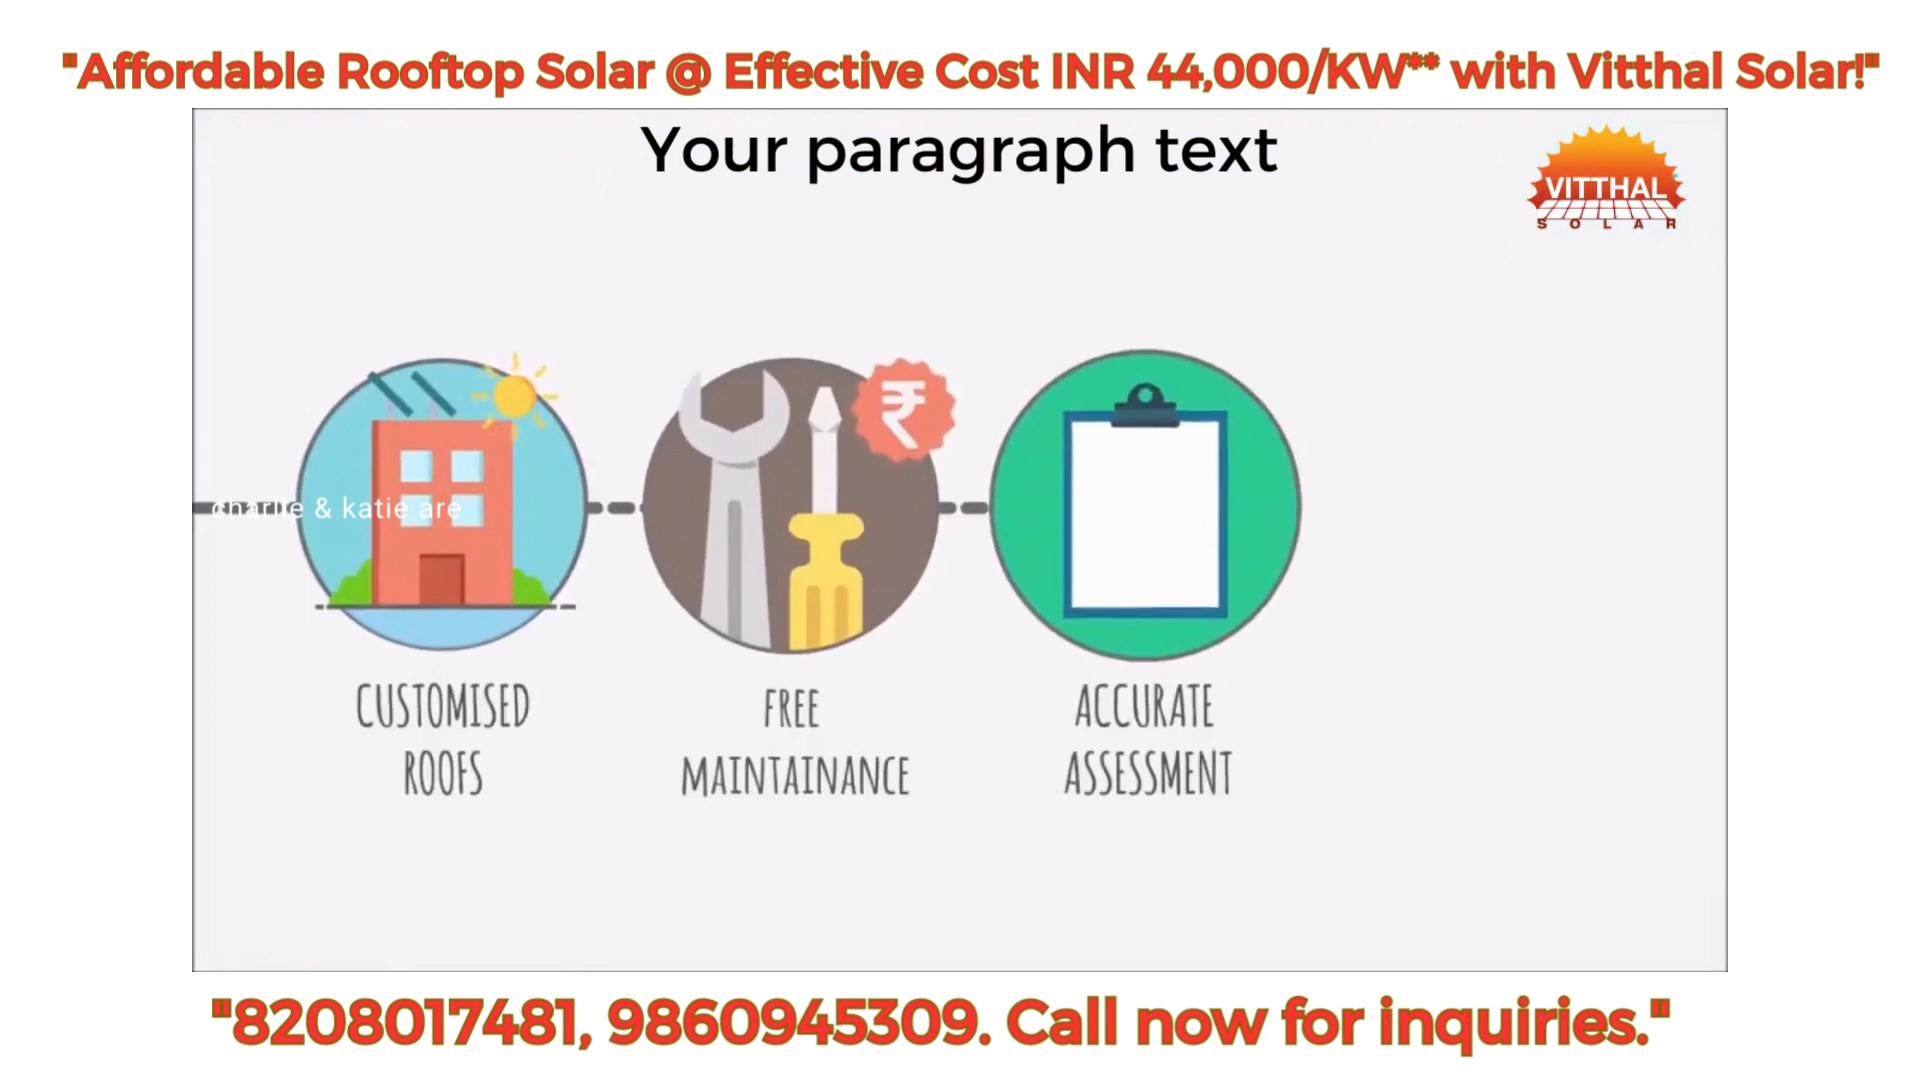 "Affordable Rooftop Solar @ Effective Cost INR 44,000/KW** with Vitthal Solar!"
Your paragraph text
VITTHAL
SOLAR
₹
charlie & katie are
CUSTOMISED
ROOFS
FREE
MAINTAINANCE
ACCURATE
ASSESSMENT
"8208017481, 9860945309. Call now for inquiries."